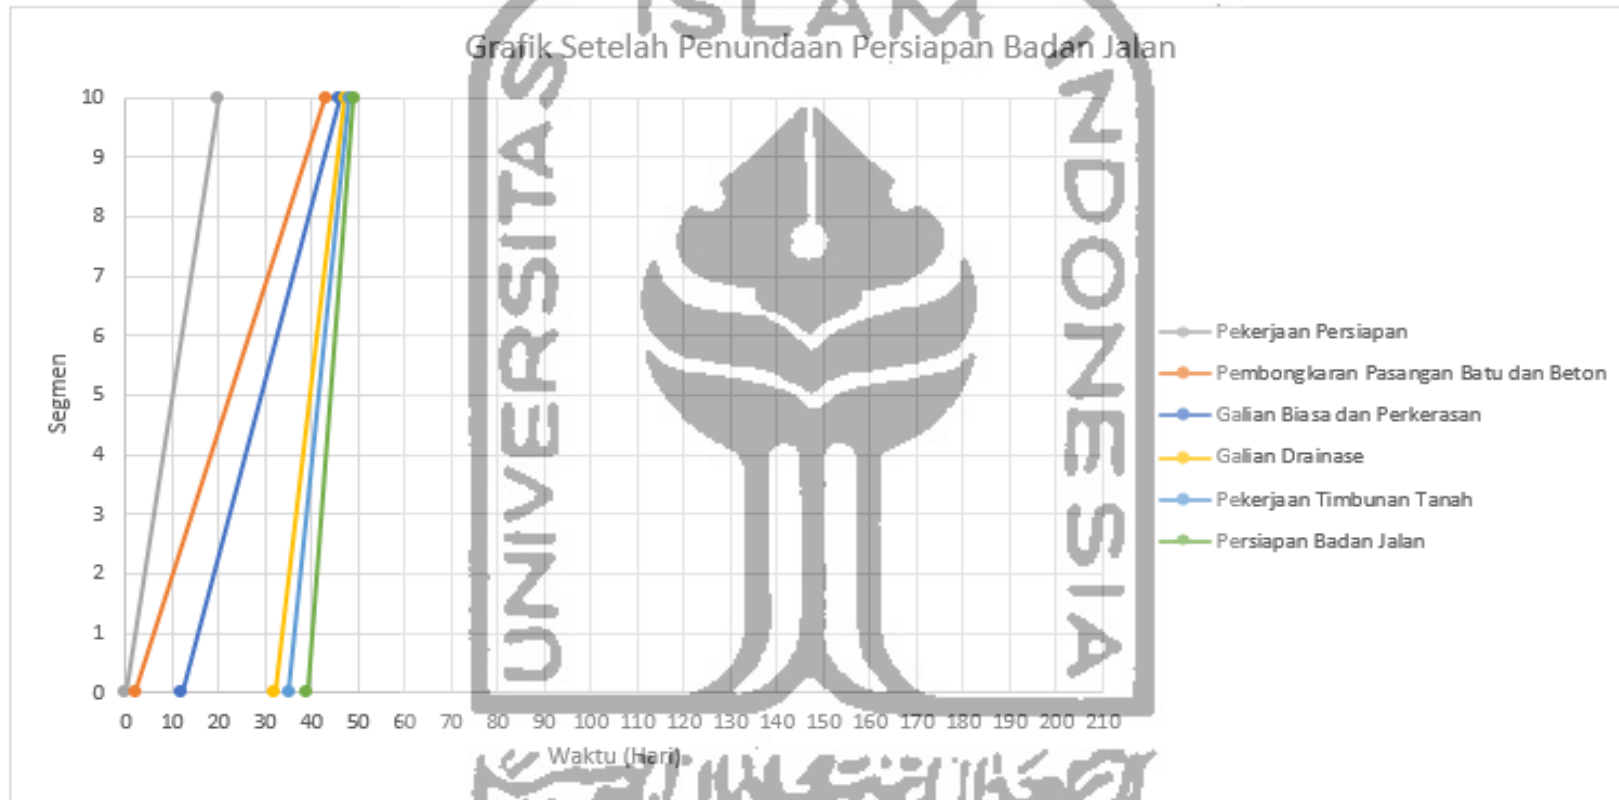 ISLAM
Grafik Setelah Penundaan Persiapan Badan Jalan
UNIVERSITAS
INDONESIA
10
9
8
7
6
5
4
3
2
1
0
Segmen
0 10 20 30 40 50 60 70 80 90 100 110 120 130 140 150 160 170 180 190 200 210
Waktu (Hari)
Pekerjaan Persiapan
Pembongkaran Pasangan Batu dan Beton
Galian Biasa dan Perkerasan
Galian Drainase
Pekerjaan Timbunan Tanah
Persiapan Badan Jalan